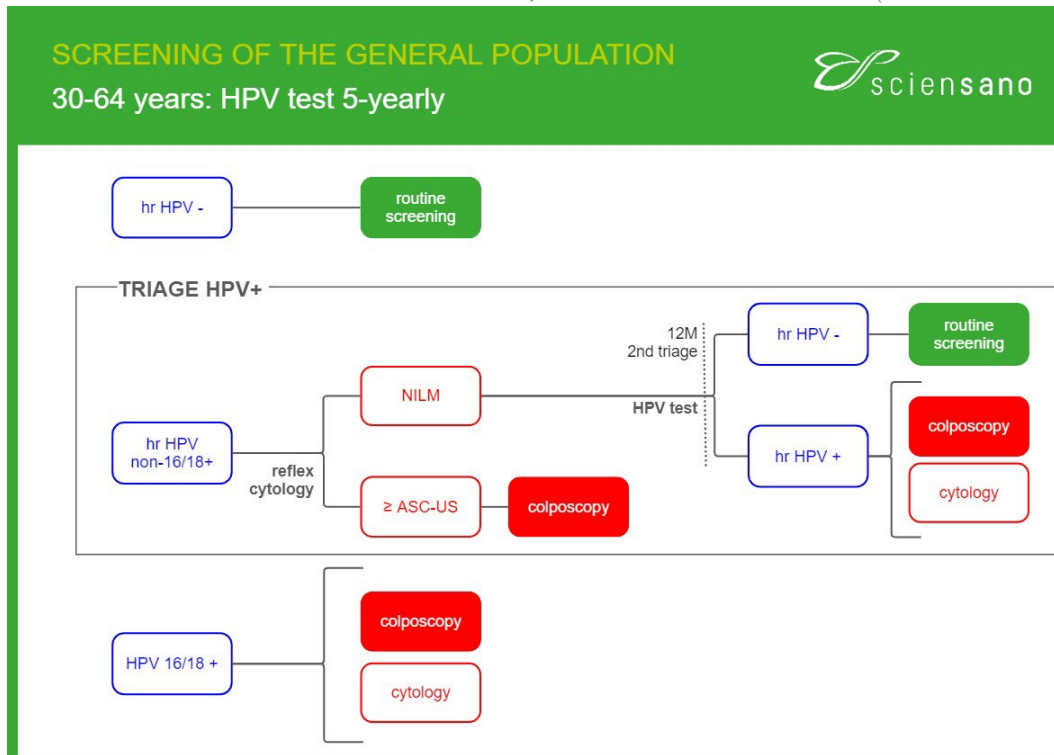 SCREENING OF THE GENERAL POPULATION
30-64 years: HPV test 5-yearly
sciensano
hr HPV -
routine
screening
TRIAGE HPV+
12M
2nd triage
HPV test
hr HPV -
routine
screening
NILM
hr HPV
non-16/18+
reflex
cytology
≥ ASC-US
colposcopy
hr HPV +
colposcopy
cytology
HPV 16/18 +
colposcopy
cytology